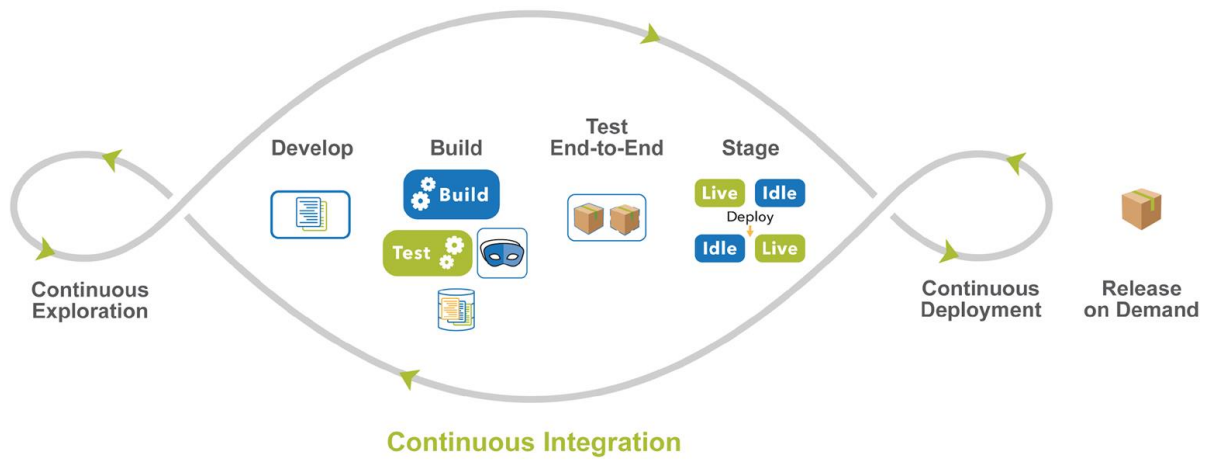 Develop
Build
Test
End-to-End
Stage
Build
Test
Live
Idle
Deploy
Idle
Live
Continuous
Exploration
Continuous
Deployment
Release
on Demand
Continuous Integration